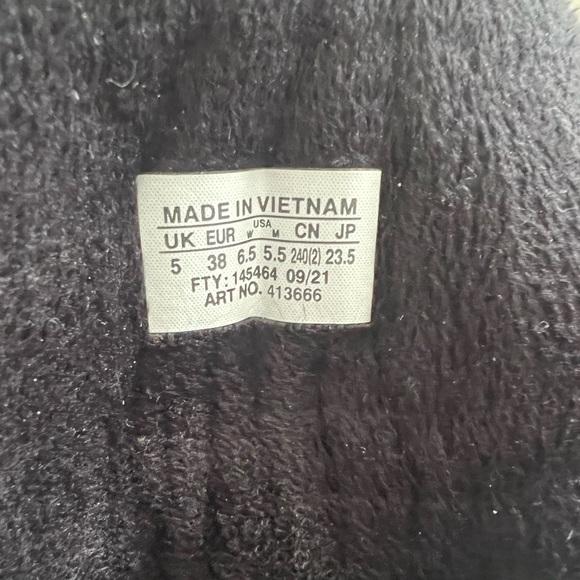 MADE IN VIETNAM
UK EUR USA W M CN JP
5 38 6.5 5.5 240(2) 23.5
FTY: 145464 09/21
ART NO. 413666